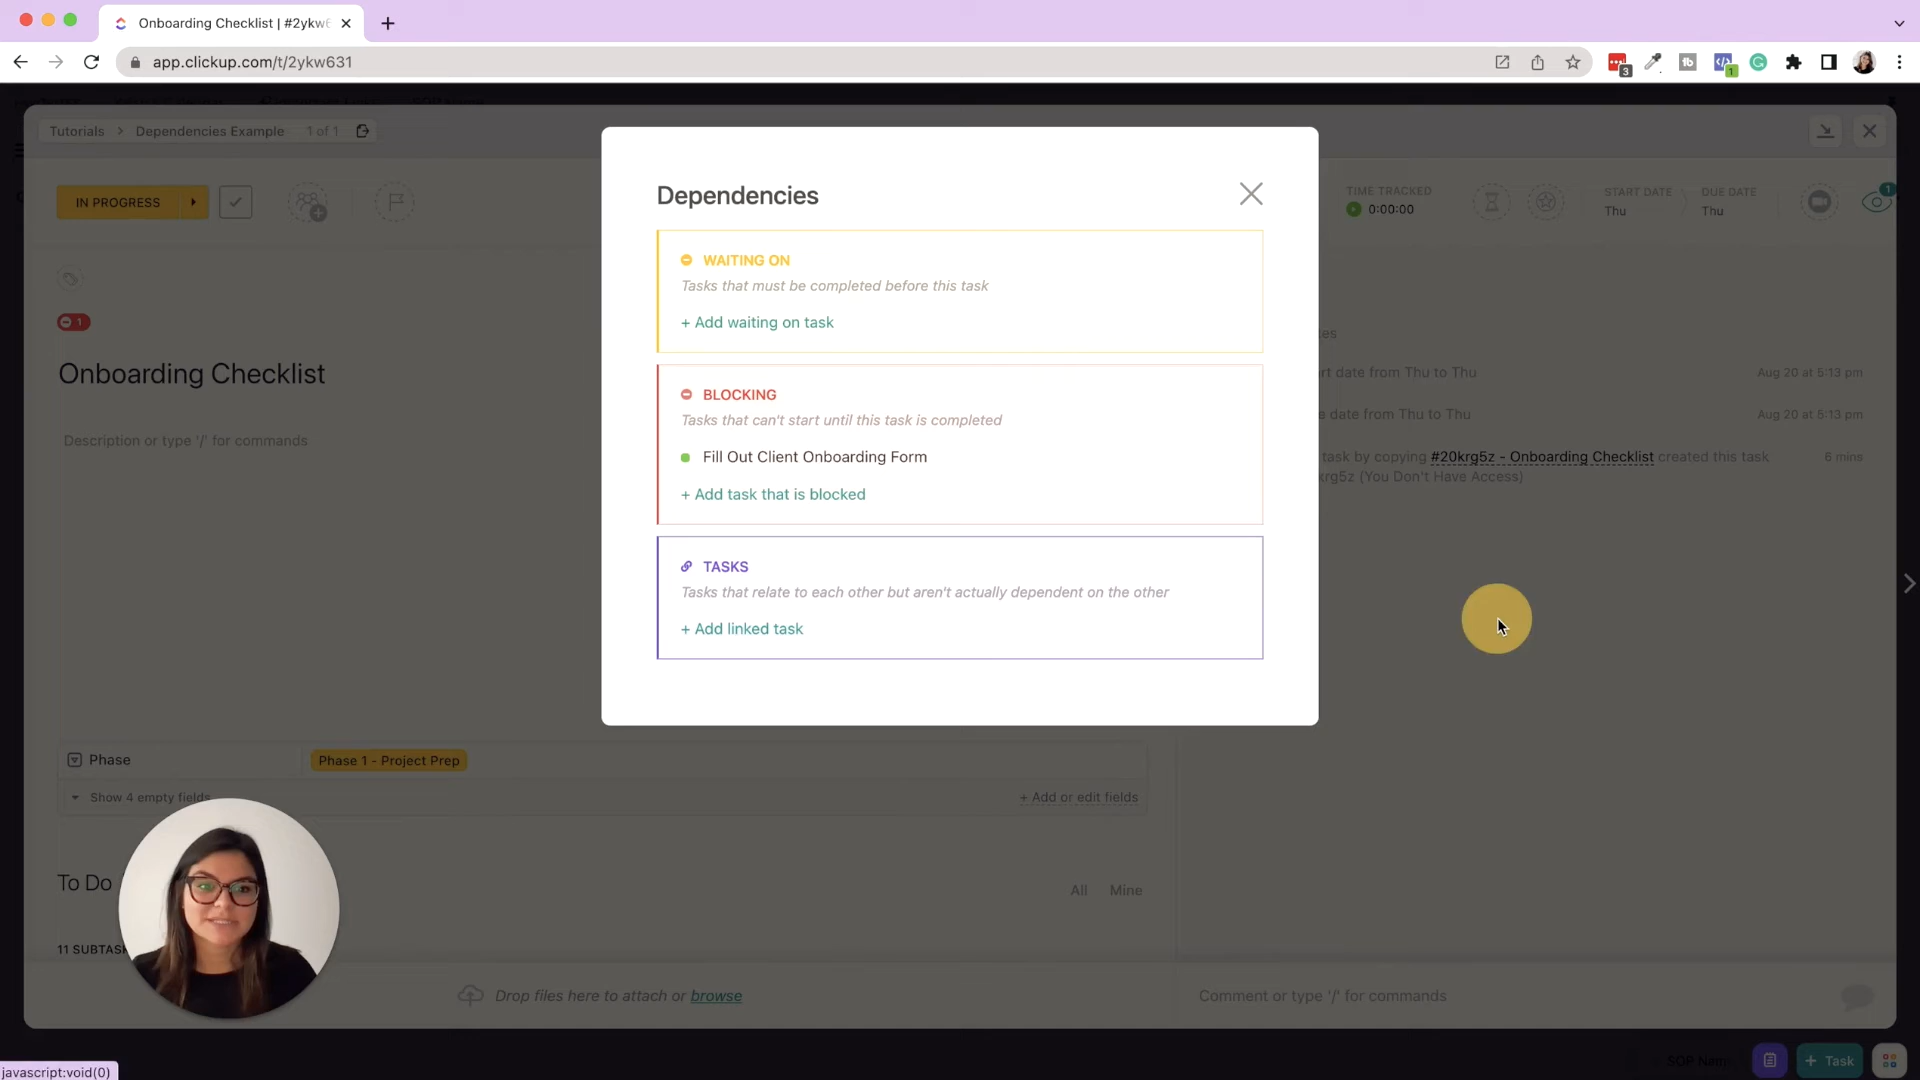 Onboarding Checklist | #2ykw6
app.clickup.com/t/2ykw631
3
1
Tutorials > Dependencies Example 1 of 1
IN PROGRESS
TIME TRACKED
0:00:00
START DATE
Thu
DUE DATE
Thu
1
1
Onboarding Checklist
Description or type '/' for commands
Dependencies
WAITING ON
Tasks that must be completed before this task
+ Add waiting on task
BLOCKING
Tasks that can't start until this task is completed
Fill Out Client Onboarding Form
+ Add task that is blocked
TASKS
Tasks that relate to each other but aren't actually dependent on the other
+ Add linked task
rt date from Thu to Thu
Aug 20 at 5:13 pm
e date from Thu to Thu
Aug 20 at 5:13 pm
task by copying #20krg5z - Onboarding Checklist created this task
6 mins
krg5z (You Don't Have Access)
Phase
Phase 1 - Project Prep
Show 4 empty fields
+ Add or edit fields
To Do
All Mine
11 SUBTAS
Drop files here to attach or browse
Comment or type '/' for commands
+ Task
javascript:void(0)